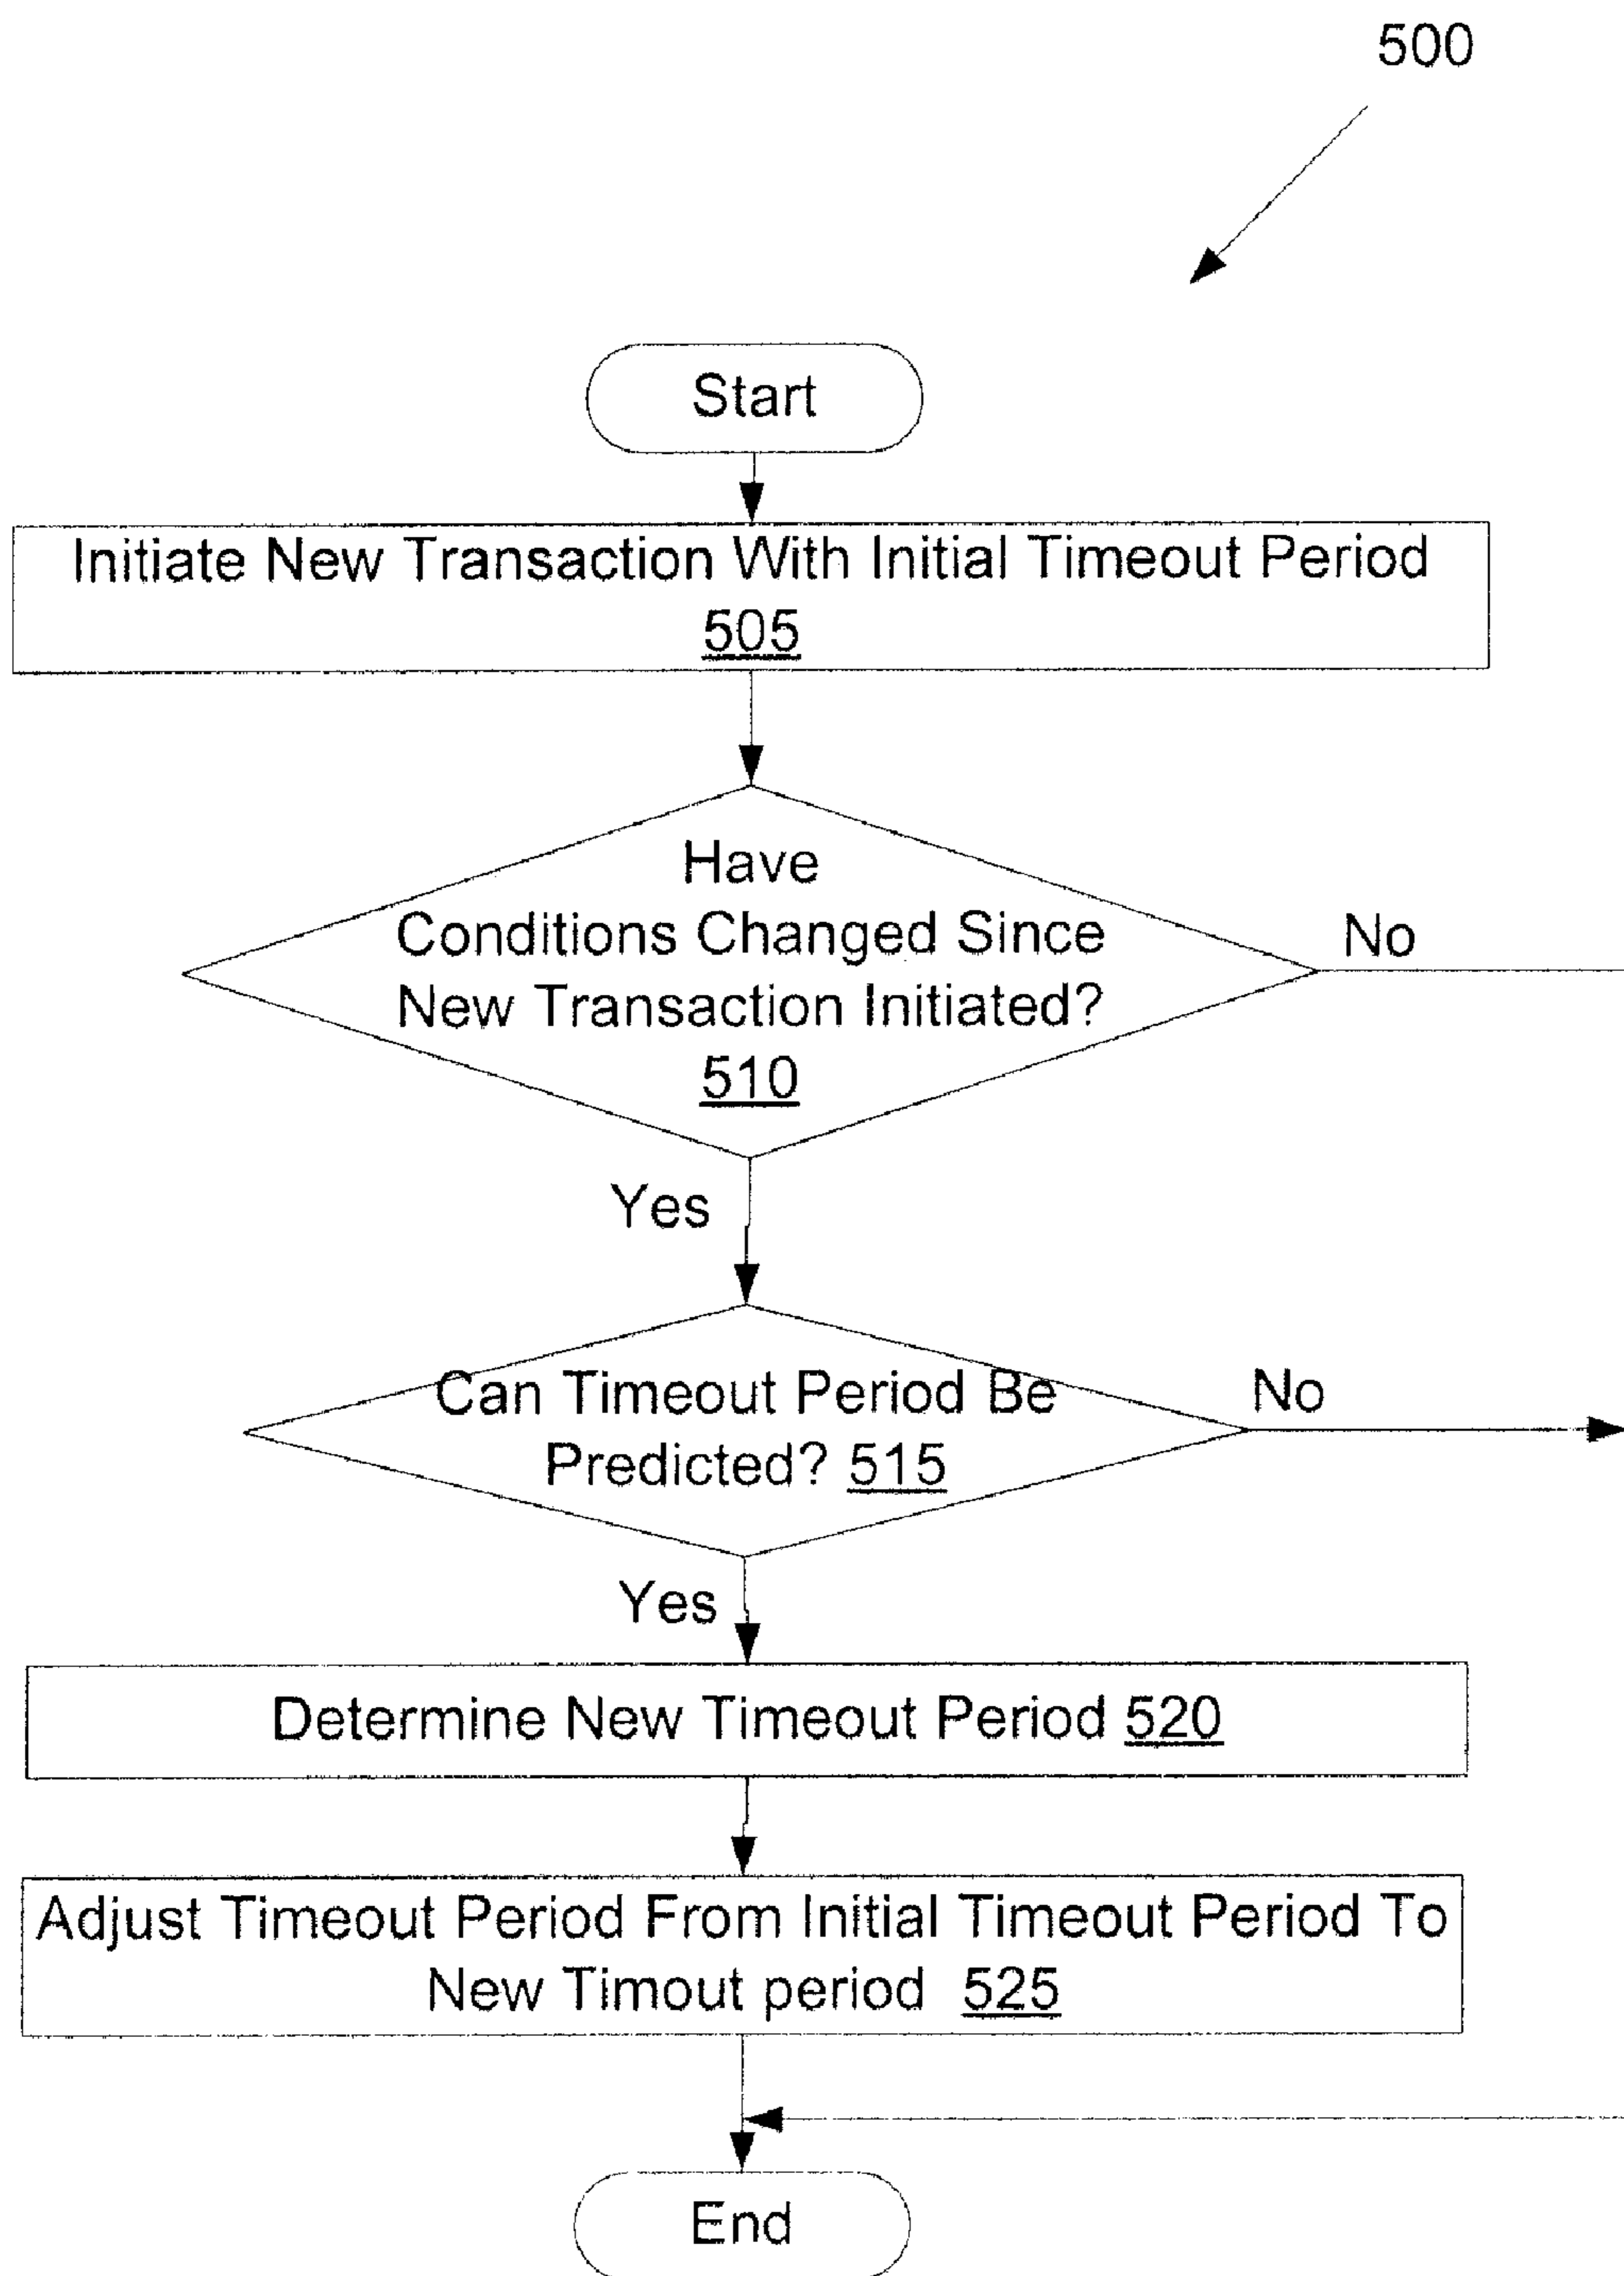 500
Start
Initiate New Transaction With Initial Timeout Period
505
Have
Conditions Changed Since
New Transaction Initiated?
510
No
Yes
Can Timeout Period Be
Predicted? 515
No
Yes
Determine New Timeout Period 520
Adjust Timeout Period From Initial Timeout Period To
New Timout period 525
End